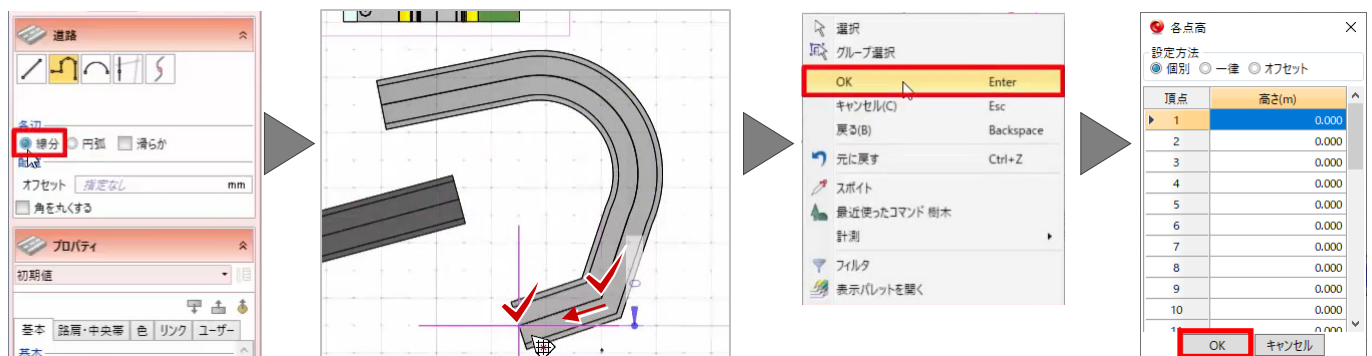 道路
各辺
線分
円弧
滑らか
配置
オフセット 指定なし mm
角を丸くする
プロパティ
初期値
基本 路肩・中央帯 色 リンク ユーザー
基本
選択
グループ選択
OK Enter
キャンセル(C) Esc
戻る(B) Backspace
元に戻す Ctrl+Z
スポイト
最近使ったコマンド 樹木
計測
フィルタ
表示パレットを開く
各点高
設定方法
個別 一律 オフセット
頂点 高さ(m)
1 0.000
2 0.000
3 0.000
4 0.000
5 0.000
6 0.000
7 0.000
8 0.000
9 0.000
10 0.000
11 0.000
OK キャンセル